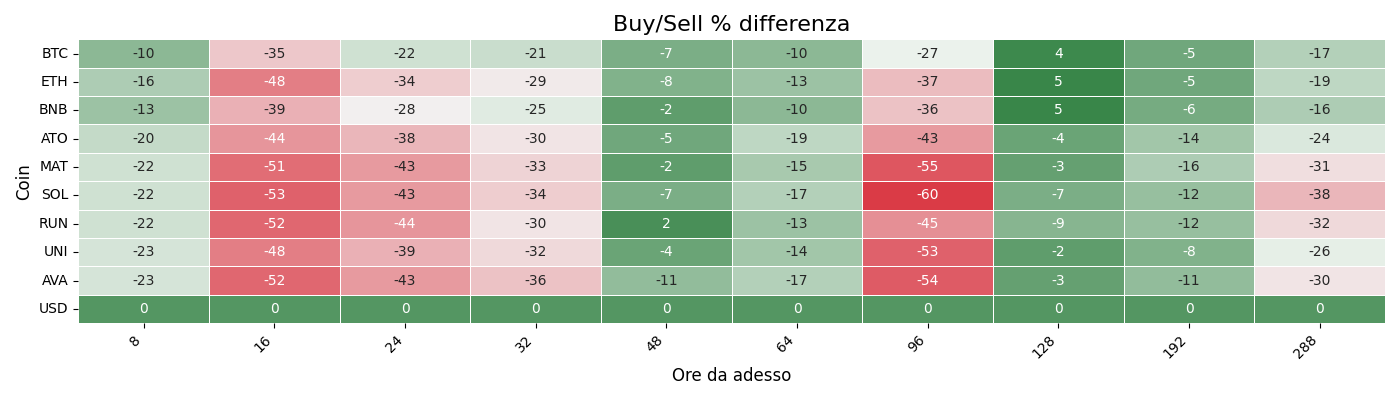 Buy/Sell % differenza
Coin
BTC -10 -35 -22 -21 -7 -10 -27 4 -5 -17
ETH -16 -48 -34 -29 -8 -13 -37 5 -5 -19
BNB -13 -39 -28 -25 -2 -10 -36 5 -6 -16
ATO -20 -44 -38 -30 -5 -19 -43 -4 -14 -24
MAT -22 -51 -43 -33 -2 -15 -55 -3 -16 -31
SOL -22 -53 -43 -34 -7 -17 -60 -7 -12 -38
RUN -22 -52 -44 -30 2 -13 -45 -9 -12 -32
UNI -23 -48 -39 -32 -4 -14 -53 -2 -8 -26
AVA -23 -52 -43 -36 -11 -17 -54 -3 -11 -30
USD 0 0 0 0 0 0 0 0 0 0
8 16 24 32 48 64 96 128 192 288
Ore da adesso